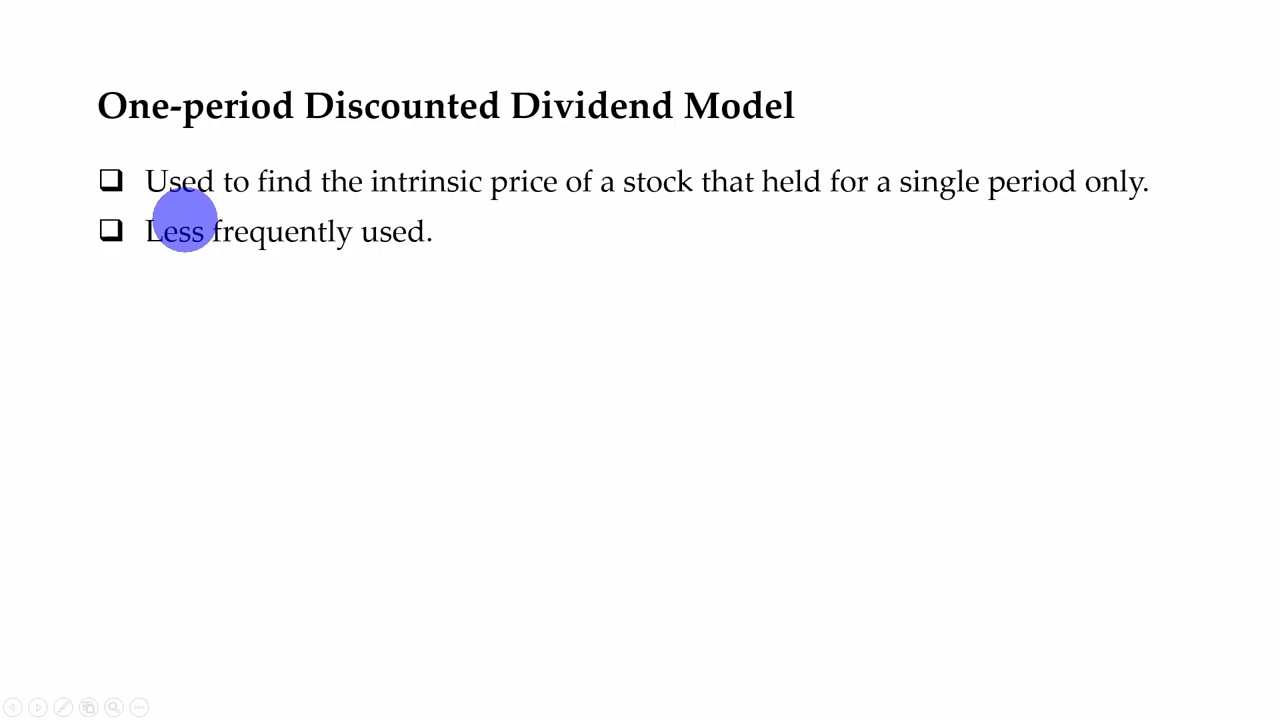 One-period Discounted Dividend Model
Used to find the intrinsic price of a stock that held for a single period only.
Less frequently used.